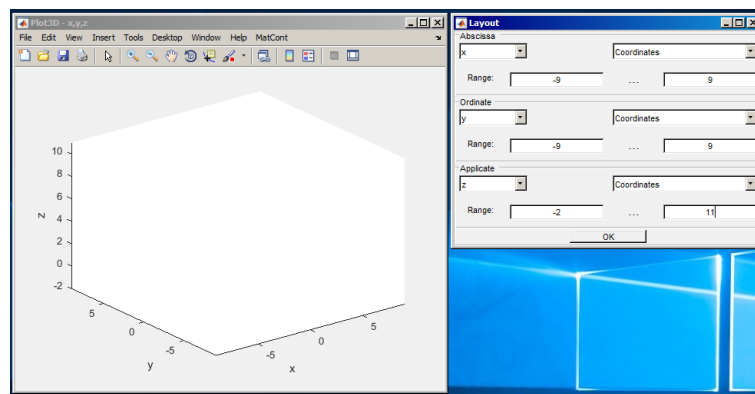 Plot3D - x,y,z
File Edit View Insert Tools Desktop Window Help MatCont
10
8
6
4
2
0
-2
z
5
0
-5
y
-5
0
5
x
Layout
Abscissa
x Coordinates
Range: -9 ... 9
Ordinate
y Coordinates
Range: -9 ... 9
Applicate
z Coordinates
Range: -2 ... 11
OK